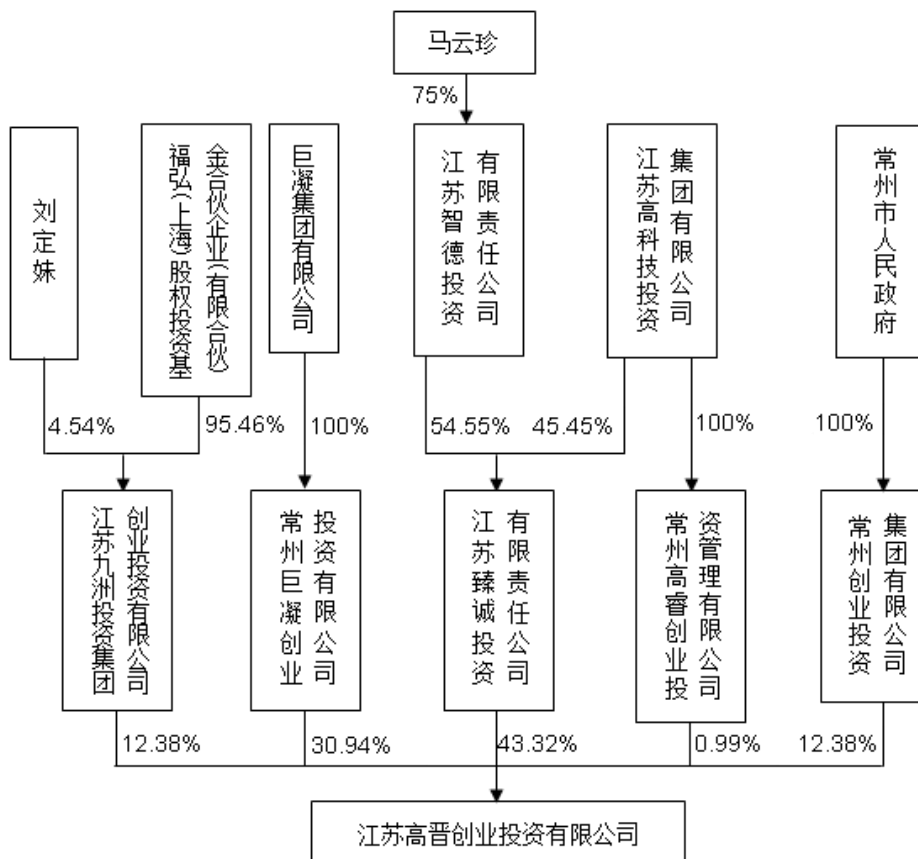 马云珍
75%
刘定妹
福弘(上海)股权投资基
金合伙企业(有限合伙)
巨凝集团有限公司
江苏智德投资
有限责任公司
江苏高科技投资
集团有限公司
常州市人民政府
4.54%
95.46%
100%
54.55%
45.45%
100%
100%
江苏九洲投资集团
创业投资有限公司
常州巨凝创业
投资有限公司
江苏臻诚投资
有限责任公司
常州高睿创业投
资管理有限公司
常州创业投资
集团有限公司
12.38%
30.94%
43.32%
0.99%
12.38%
江苏高晋创业投资有限公司